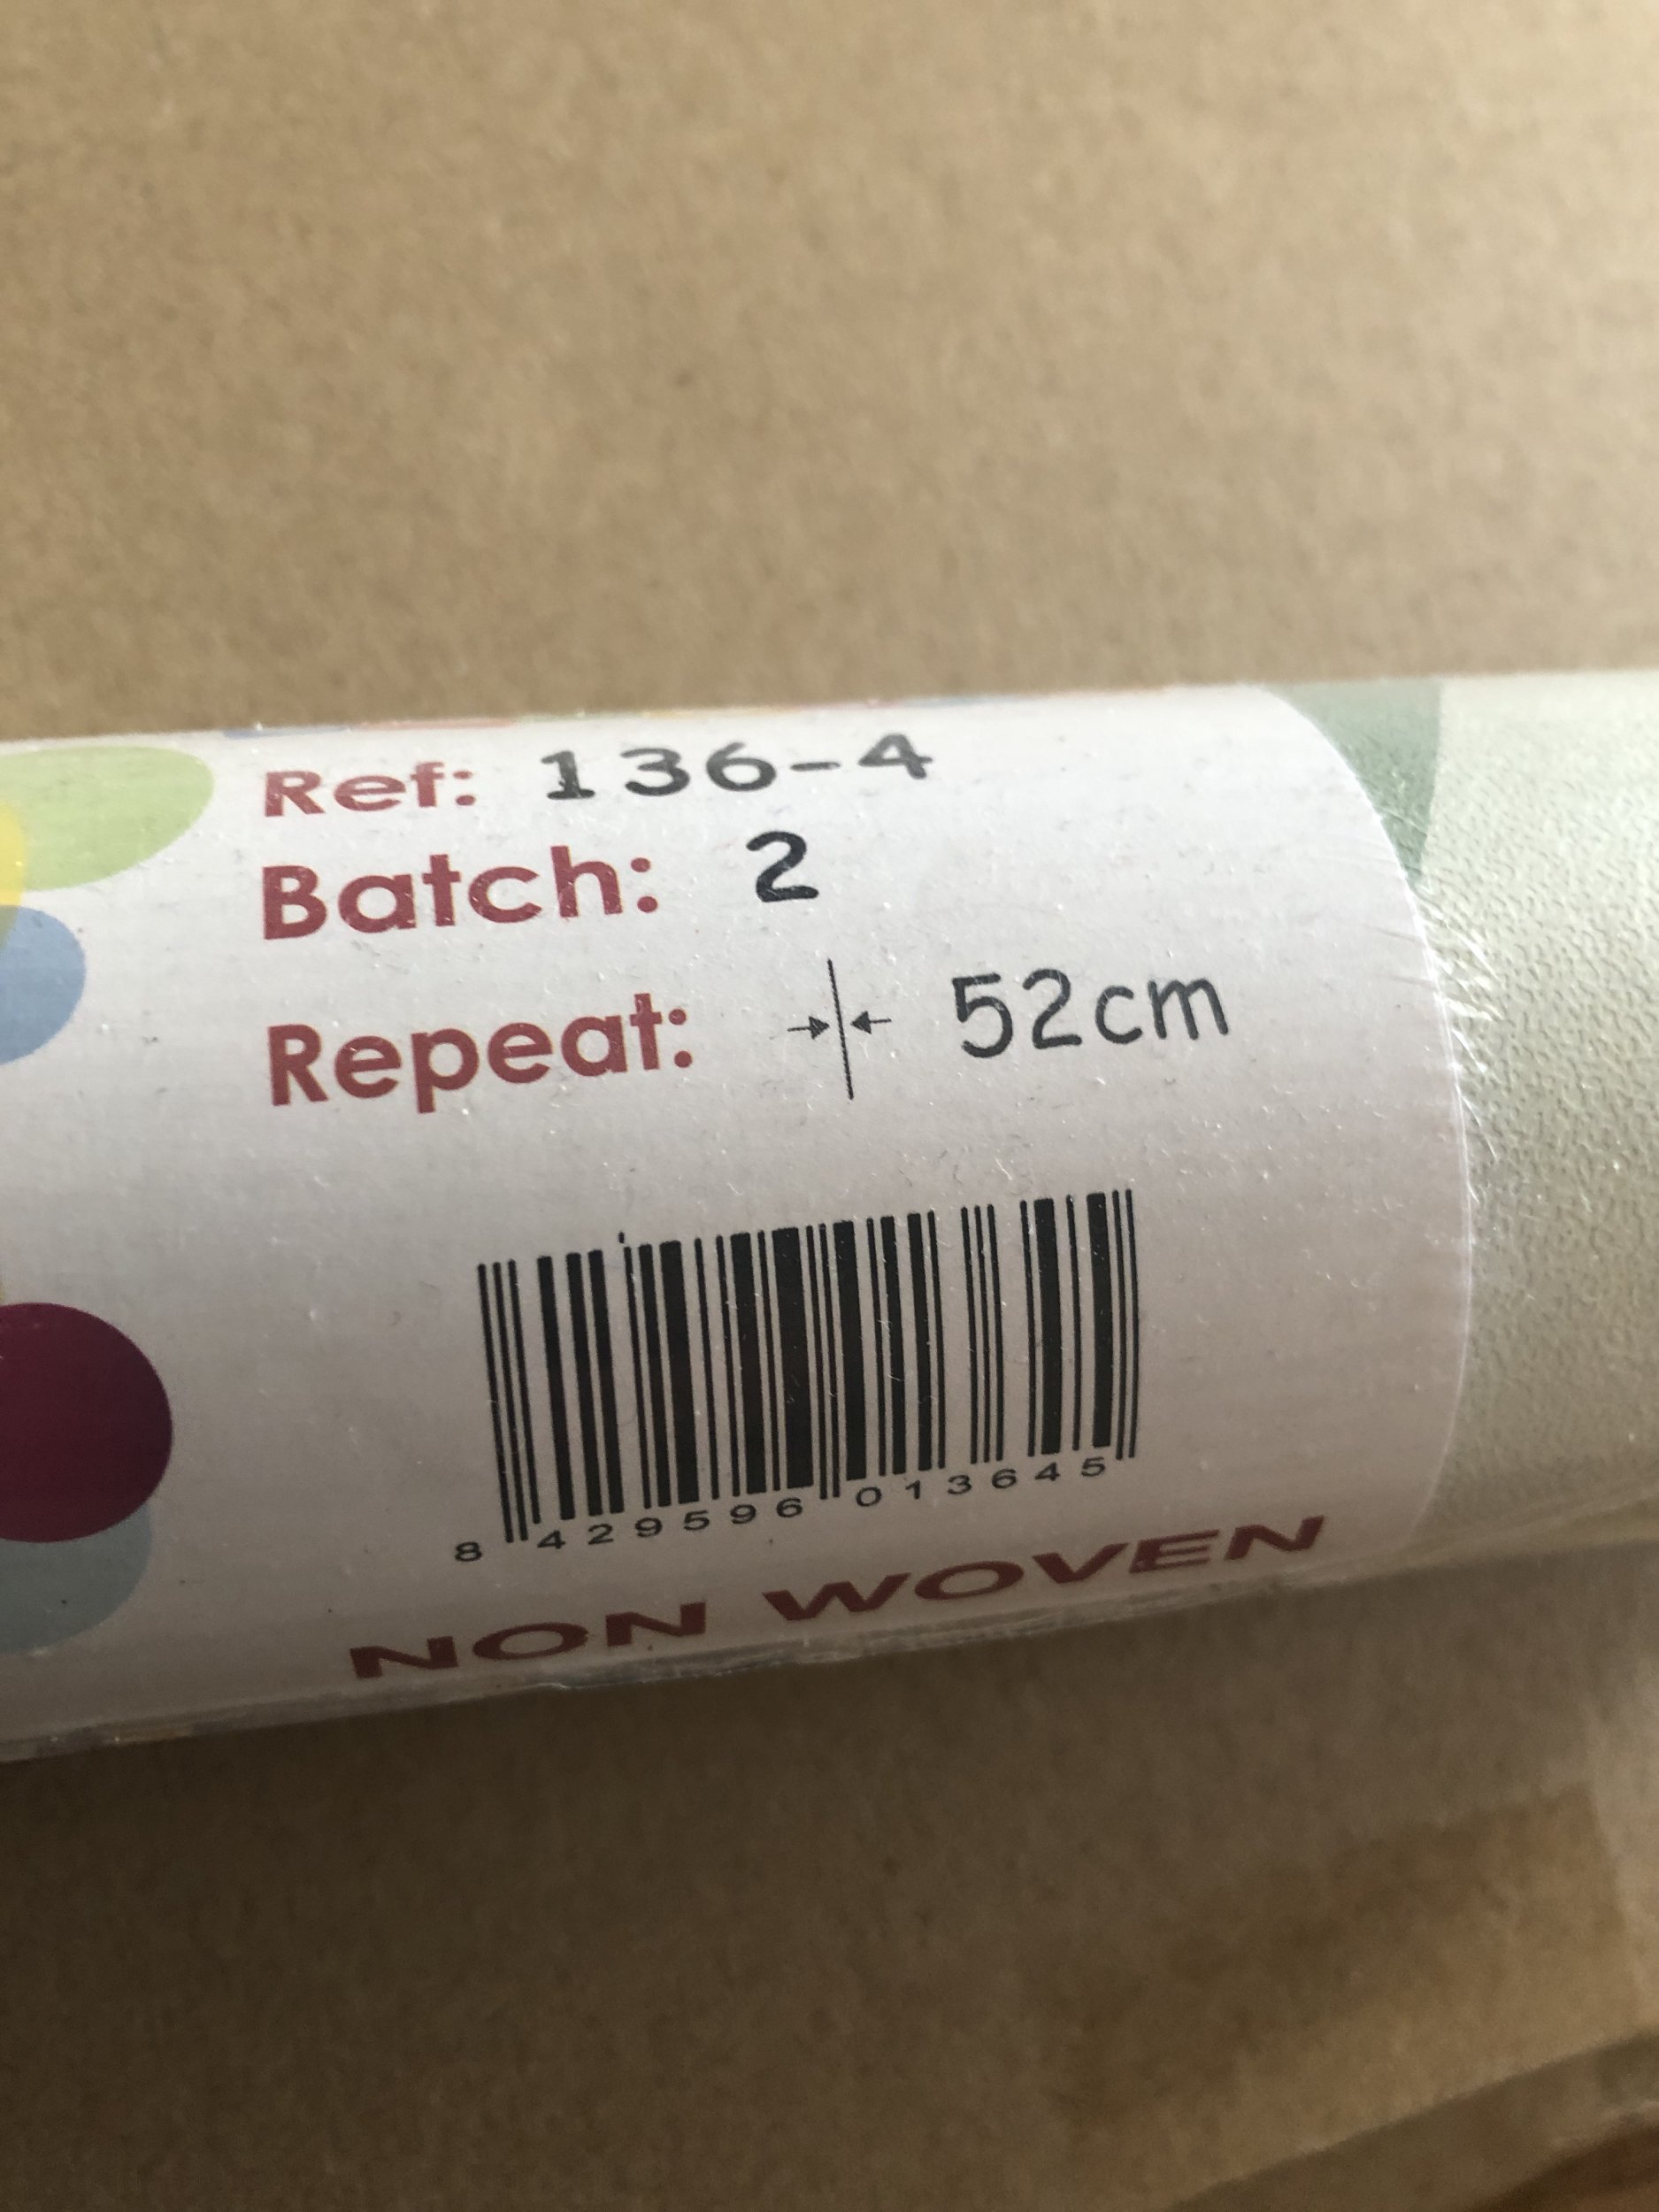 Ref: 136-4
Batch: 2
Repeat: 52cm
8 429596 013645
NON WOVEN